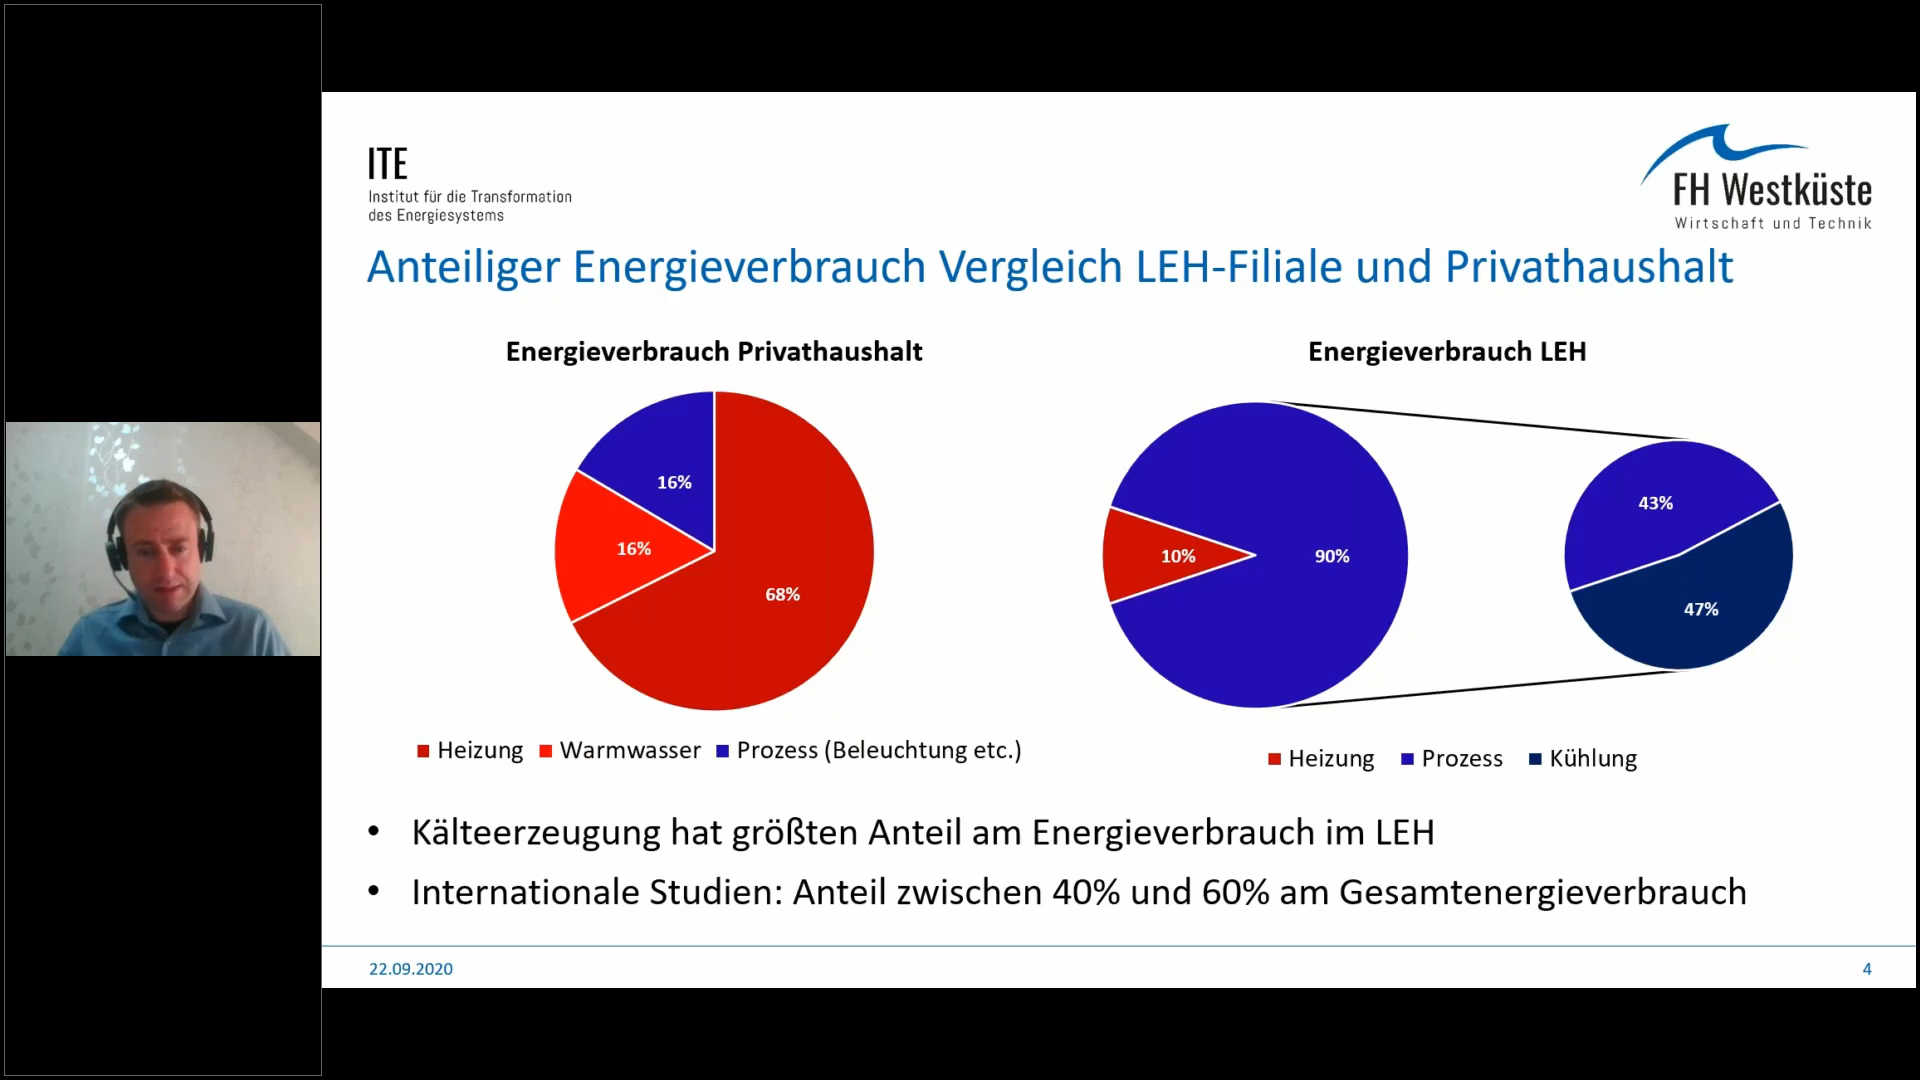 ITE
Institut für die Transformation
des Energiesystems
FH Westküste
Wirtschaft und Technik
Anteiliger Energieverbrauch Vergleich LEH-Filiale und Privathaushalt
Energieverbrauch Privathaushalt
16%
16%
68%
Heizung
Warmwasser
Prozess (Beleuchtung etc.)
Energieverbrauch LEH
10%
90%
43%
47%
Heizung
Prozess
Kühlung
• Kälteerzeugung hat größten Anteil am Energieverbrauch im LEH
• Internationale Studien: Anteil zwischen 40% und 60% am Gesamtenergieverbrauch
22.09.2020
4